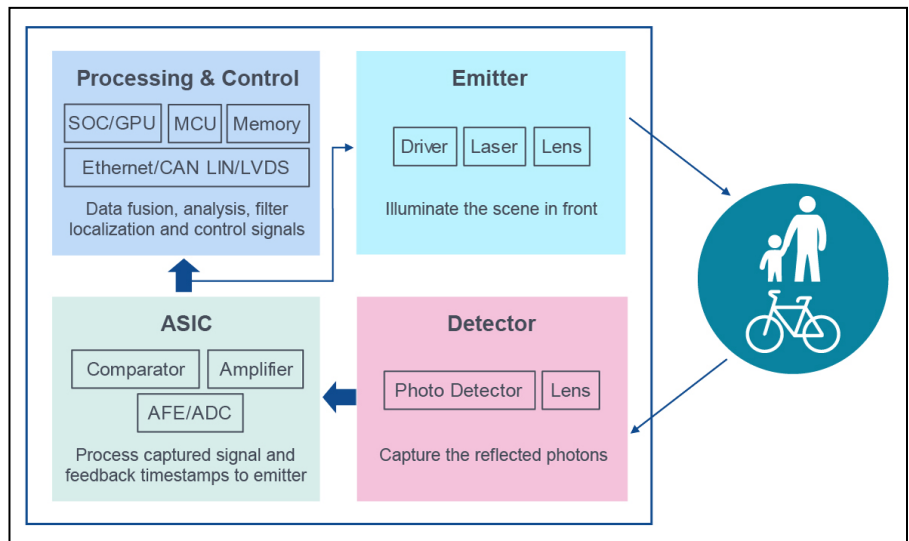 Processing & Control
SOC/GPU MCU Memory
Ethernet/CAN LIN/LVDS
Data fusion, analysis, filter
localization and control signals
Emitter
Driver Laser Lens
Illuminate the scene in front
ASIC
Comparator Amplifier
AFE/ADC
Process captured signal and
feedback timestamps to emitter
Detector
Photo Detector Lens
Capture the reflected photons